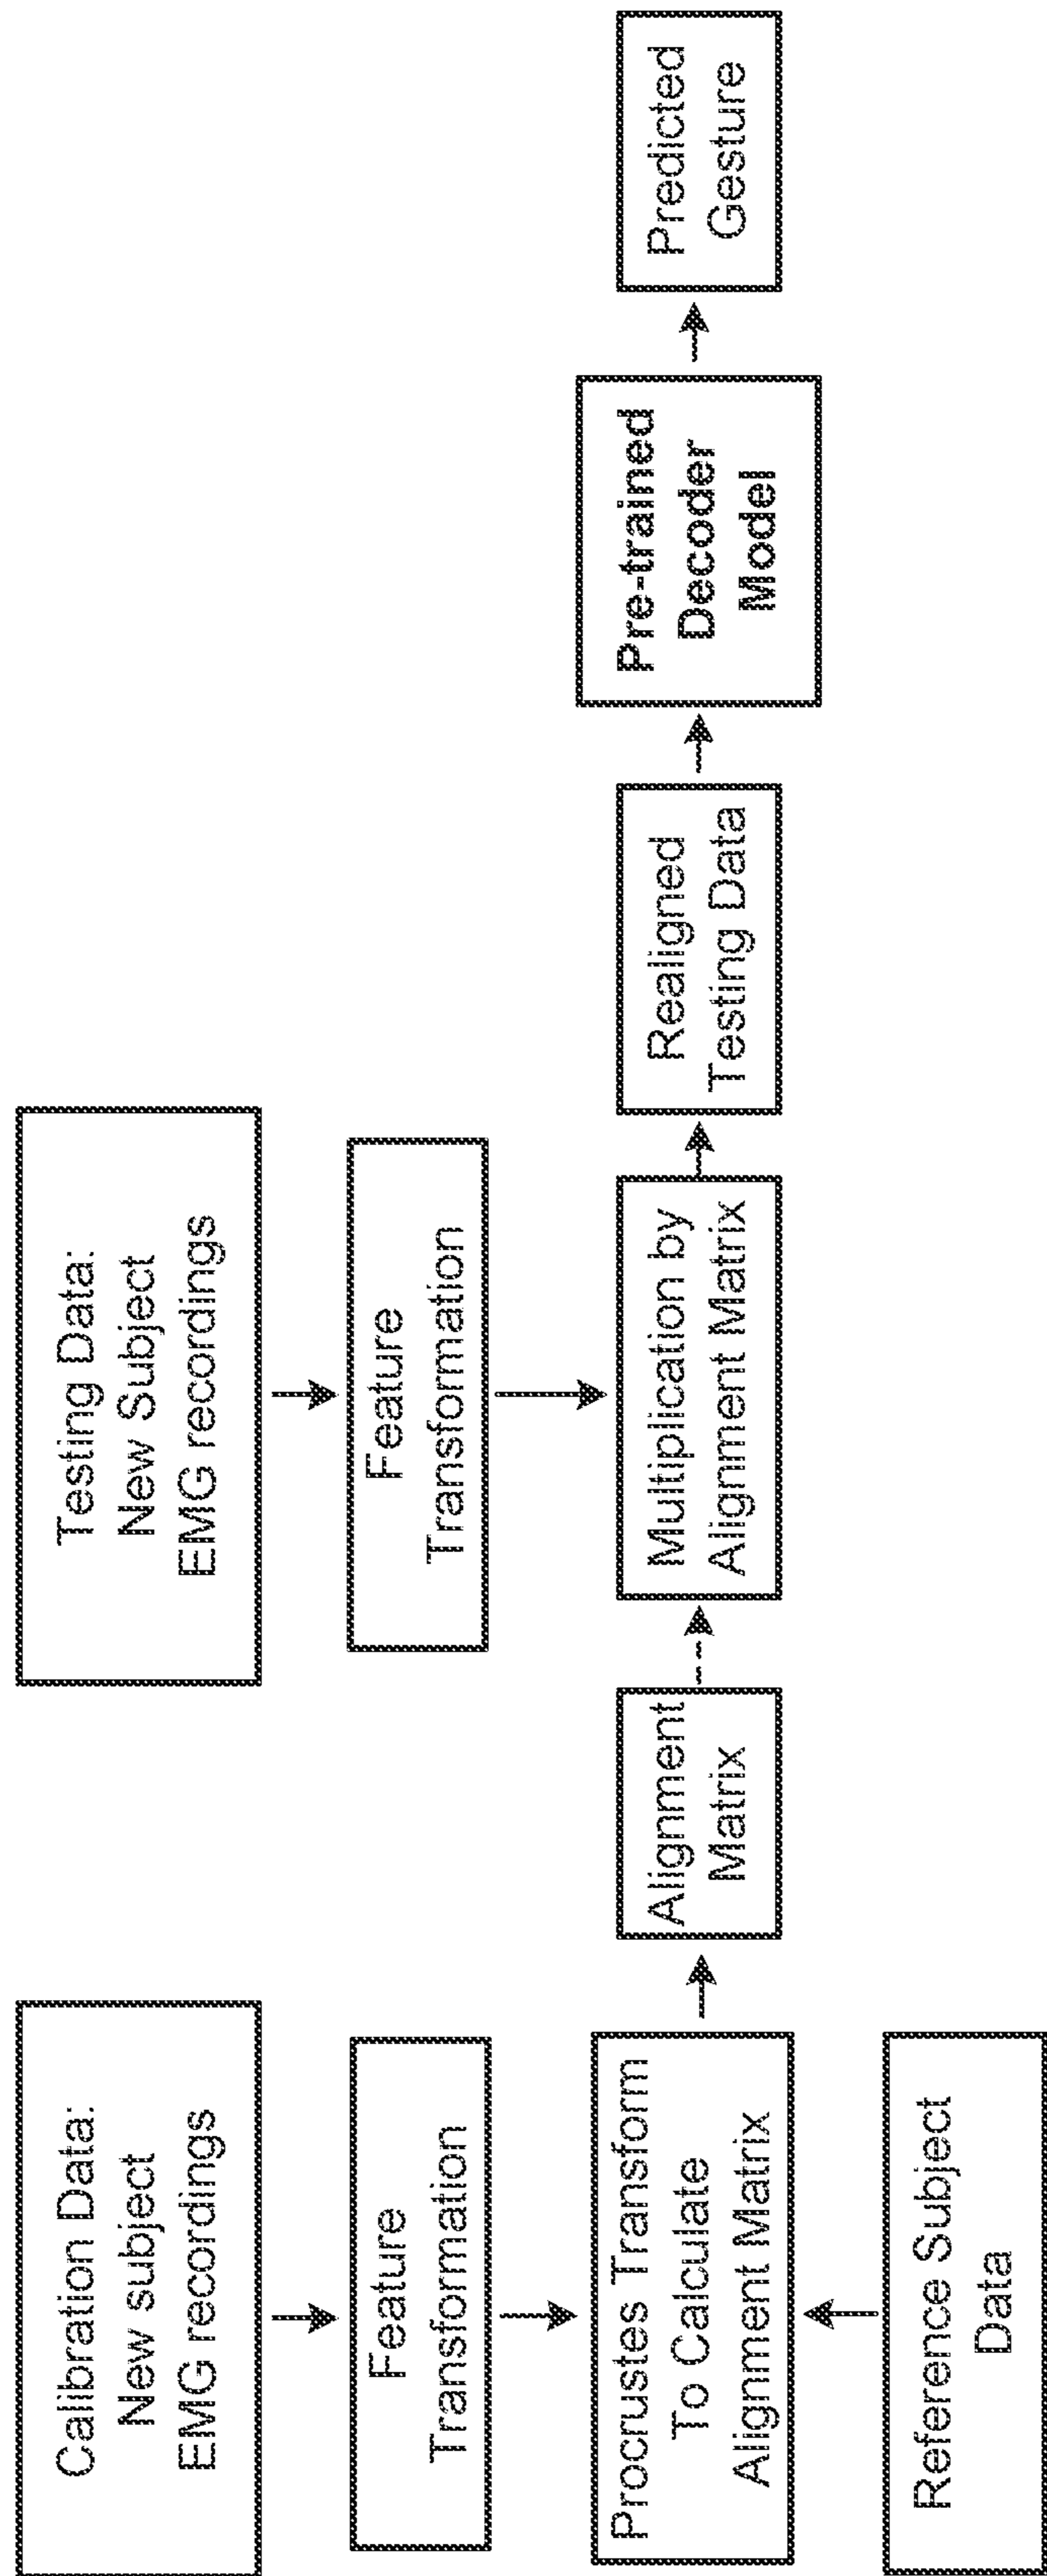 Calibration Data:
New subject
EMG recordings
Testing Data:
New Subject
EMG recordings
Feature
Transformation
Feature
Transformation
Procrustes Transform
To Calculate
Alignment Matrix
Alignment
Matrix
Multiplication by
Alignment Matrix
Realigned
Testing Data
Pre-trained
Decoder
Model
Predicted
Gesture
Reference Subject
Data